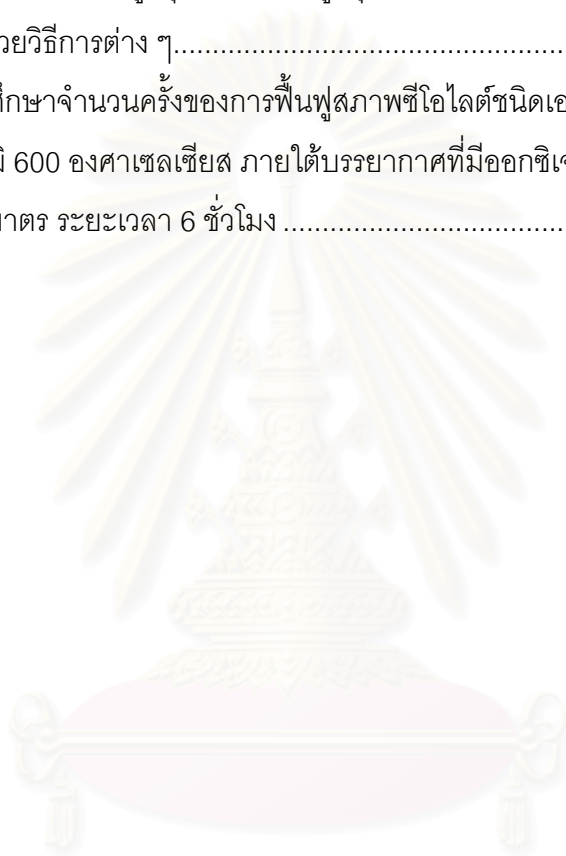 วยวิธีการต่าง ๆ........................................................
ศึกษาจำนวนครั้งของการฟื้นฟูสภาพซีโอไลต์ชนิดเอ
มิ 600 องศาเซลเซียส ภายใต้บรรยากาศที่มีออกซิเจ
มาตร ระยะเวลา 6 ชั่วโมง ........................................